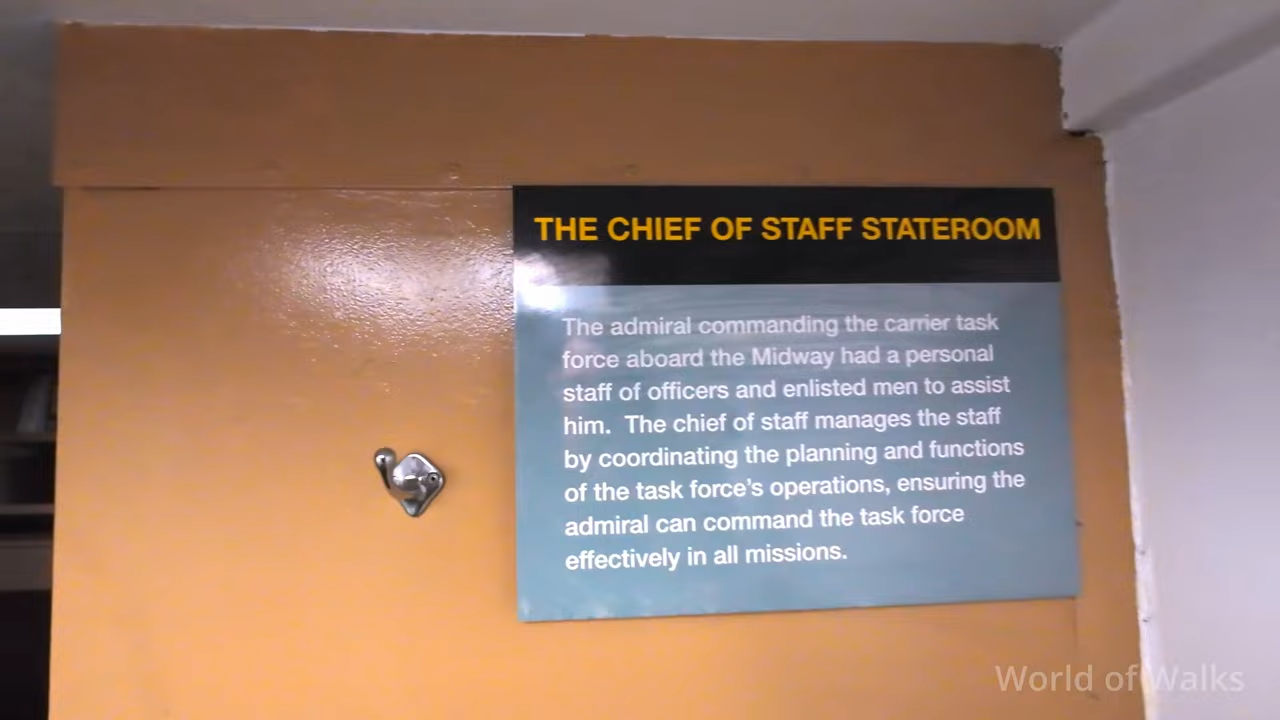 THE CHIEF OF STAFF STATEROOM
The admiral commanding the carrier task
force aboard the Midway had a personal
staff of officers and enlisted men to assist
him.  The chief of staff manages the staff
by coordinating the planning and functions
of the task force's operations, ensuring the
admiral can command the task force
effectively in all missions.
World of Walks